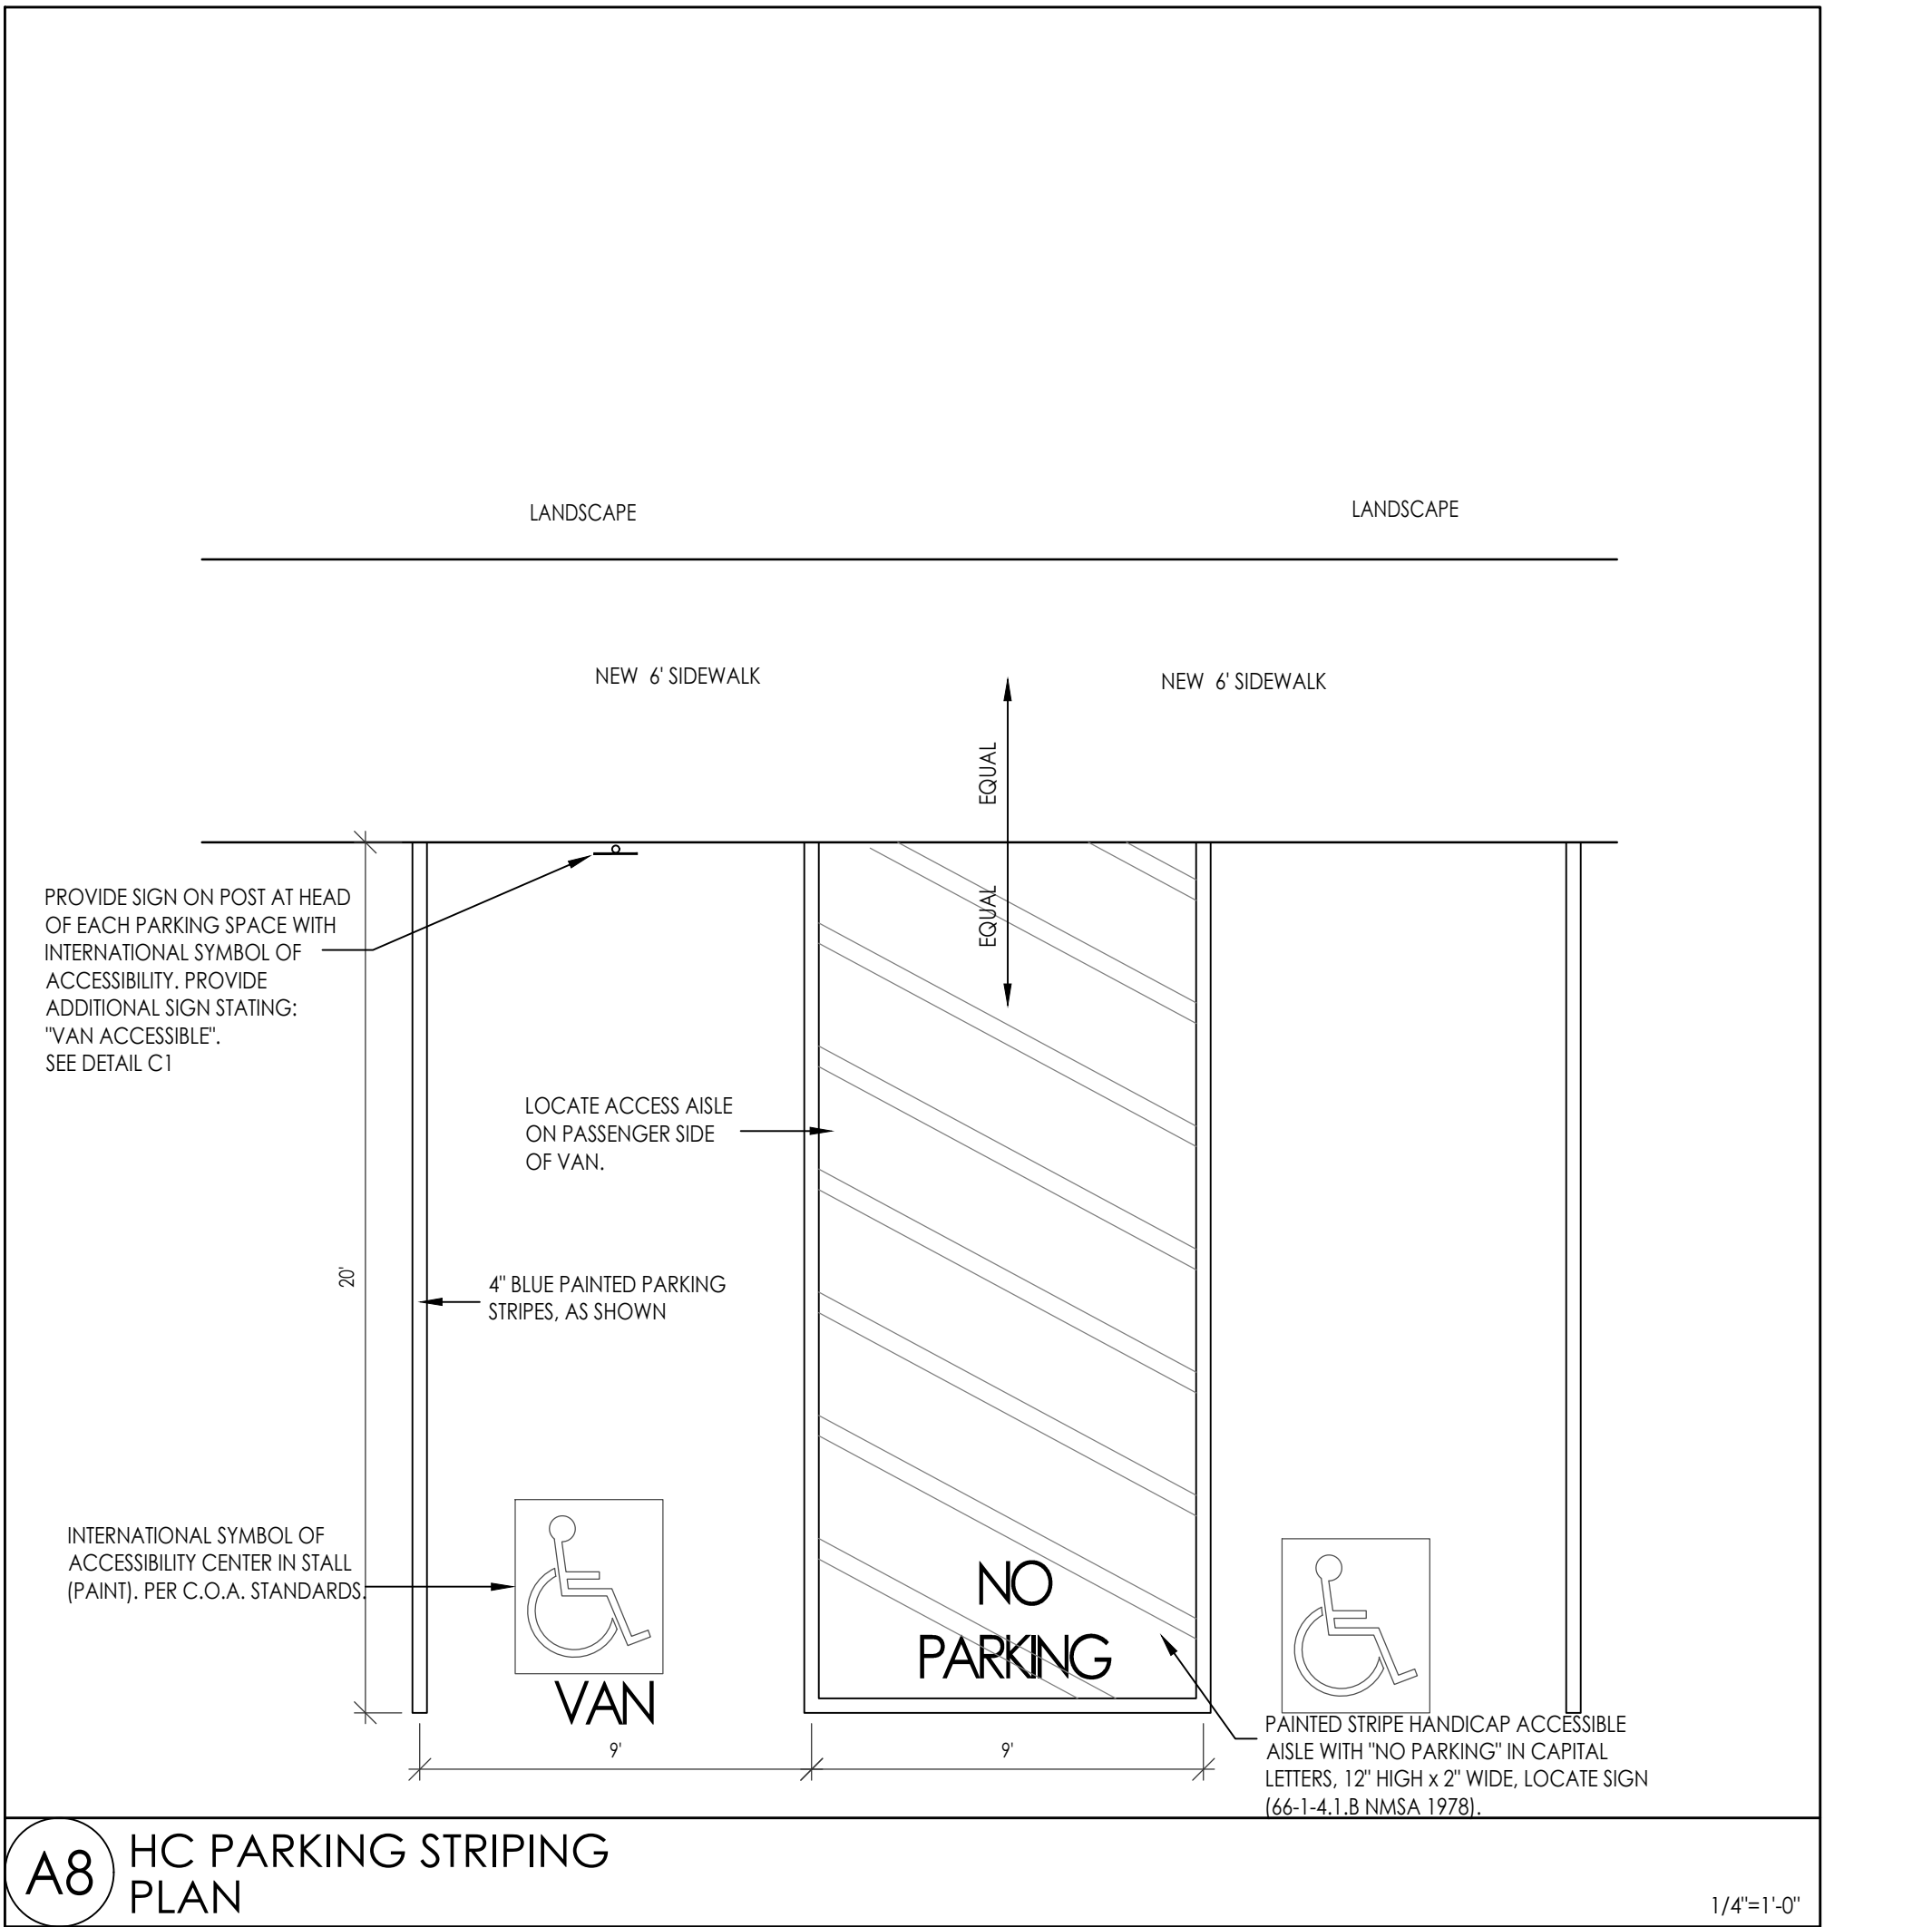 LANDSCAPE
LANDSCAPE
NEW 6' SIDEWALK
NEW 6' SIDEWALK
EQUAL
EQUAL
PROVIDE SIGN ON POST AT HEAD
OF EACH PARKING SPACE WITH
INTERNATIONAL SYMBOL OF
ACCESSIBILITY. PROVIDE
ADDITIONAL SIGN STATING:
"VAN ACCESSIBLE".
SEE DETAIL C1
LOCATE ACCESS AISLE
ON PASSENGER SIDE
OF VAN.
20'
4" BLUE PAINTED PARKING
STRIPES, AS SHOWN
INTERNATIONAL SYMBOL OF
ACCESSIBILITY CENTER IN STALL
(PAINT). PER C.O.A. STANDARDS.
VAN
NO
PARKING
9'
9'
PAINTED STRIPE HANDICAP ACCESSIBLE
AISLE WITH "NO PARKING" IN CAPITAL
LETTERS, 12" HIGH x 2" WIDE, LOCATE SIGN
(66-1-4.1.B NMSA 1978).
A8
HC PARKING STRIPING
PLAN
1/4"=1'-0"